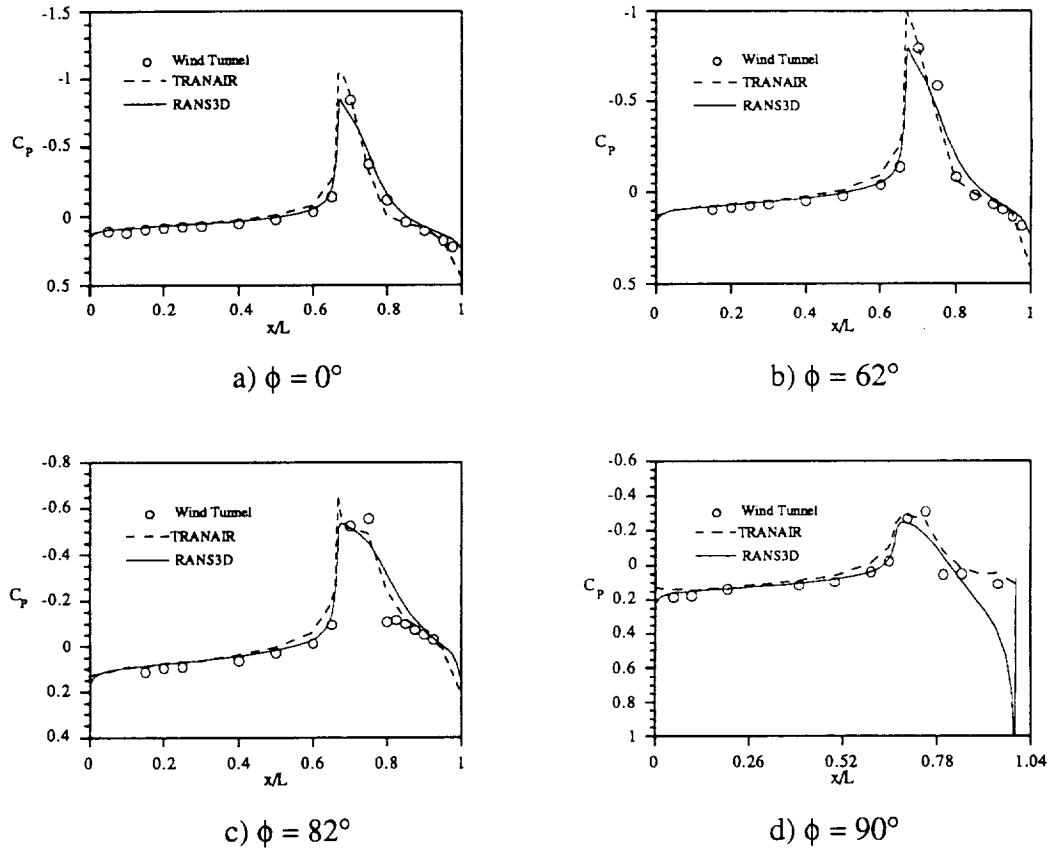 -1.5
-1
-0.5
0
0.5
C_P
Wind Tunnel
TRANAIR
RANS3D
0 0.2 0.4 0.6 0.8 1
x/L
a) ϕ = 0°
-1
-0.5
0
0.5
C_P
Wind Tunnel
TRANAIR
RANS3D
0 0.2 0.4 0.6 0.8 1
x/L
b) ϕ = 62°
-0.8
-0.6
-0.4
-0.2
0
0.2
0.4
C_P
Wind Tunnel
TRANAIR
RANS3D
0 0.2 0.4 0.6 0.8 1
x/L
c) ϕ = 82°
-0.6
-0.4
-0.2
0
0.2
0.4
0.6
0.8
1
C_P
Wind Tunnel
TRANAIR
RANS3D
0 0.26 0.52 0.78 1.04
x/L
d) ϕ = 90°